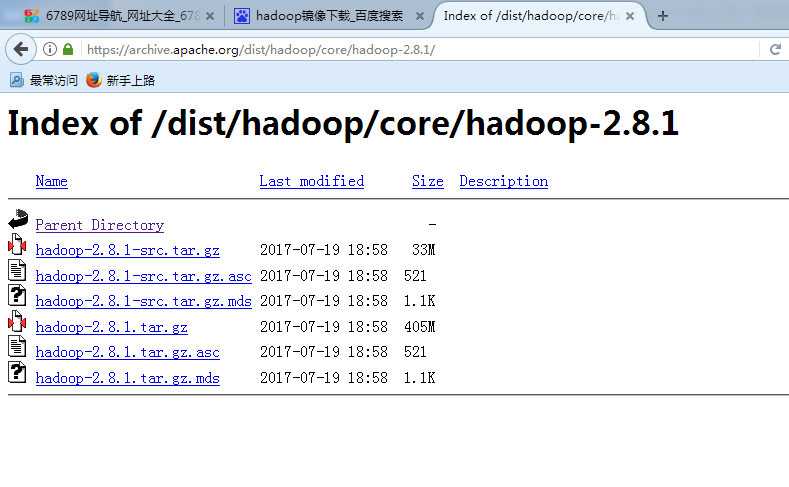 6789网址导航_网址大全_678
hadoop镜像下载_百度搜索
Index of /dist/hadoop/core/ha
https://archive.apache.org/dist/hadoop/core/hadoop-2.8.1/
最常访问 新手上路
Index of /dist/hadoop/core/hadoop-2.8.1
Name Last modified Size Description
Parent Directory -
hadoop-2.8.1-src.tar.gz 2017-07-19 18:58 33M
hadoop-2.8.1-src.tar.gz.asc 2017-07-19 18:58 521
hadoop-2.8.1-src.tar.gz.mds 2017-07-19 18:58 1.1K
hadoop-2.8.1.tar.gz 2017-07-19 18:58 405M
hadoop-2.8.1.tar.gz.asc 2017-07-19 18:58 521
hadoop-2.8.1.tar.gz.mds 2017-07-19 18:58 1.1K